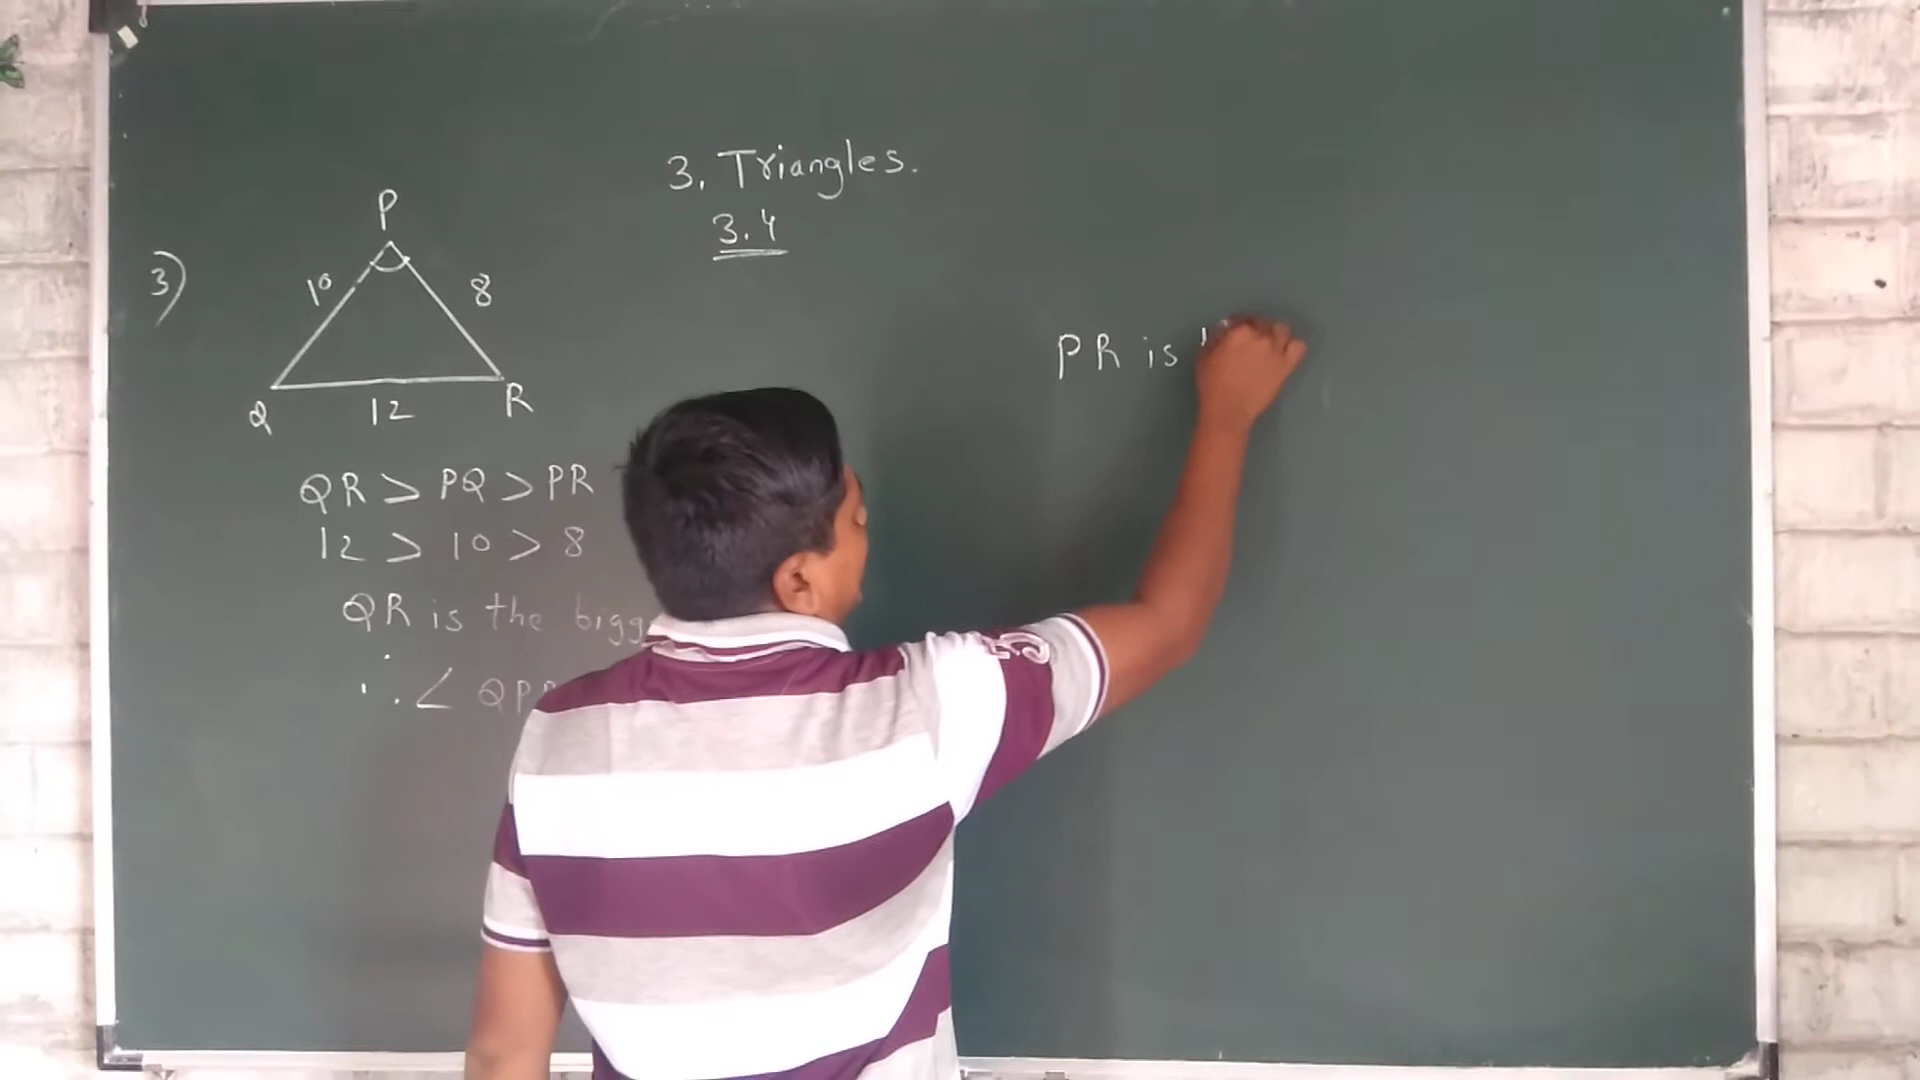 3. Triangles.
3.4
3)
P
10
8
Q
12
R
QR > PQ > PR
12 > 10 > 8
QR is the
∴ ∠
PR is